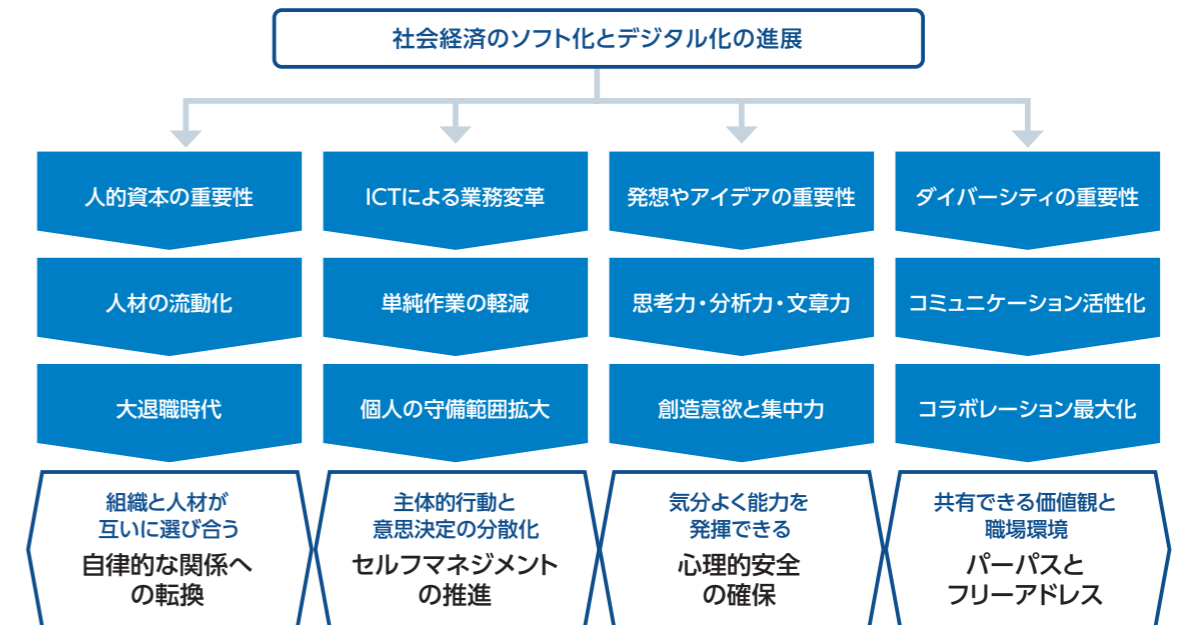 社会経済のソフト化とデジタル化の進展
人的資本の重要性
人材の流動化
大退職時代
組織と人材が
互いに選び合う
自律的な関係へ
の転換
ICTによる業務変革
単純作業の軽減
個人の守備範囲拡大
主体的行動と
意思決定の分散化
セルフマネジメント
の推進
発想やアイデアの重要性
思考力・分析力・文章力
創造意欲と集中力
気分よく能力を
発揮できる
心理的安全
の確保
ダイバーシティの重要性
コミュニケーション活性化
コラボレーション最大化
共有できる価値観と
職場環境
パーパスと
フリーアドレス